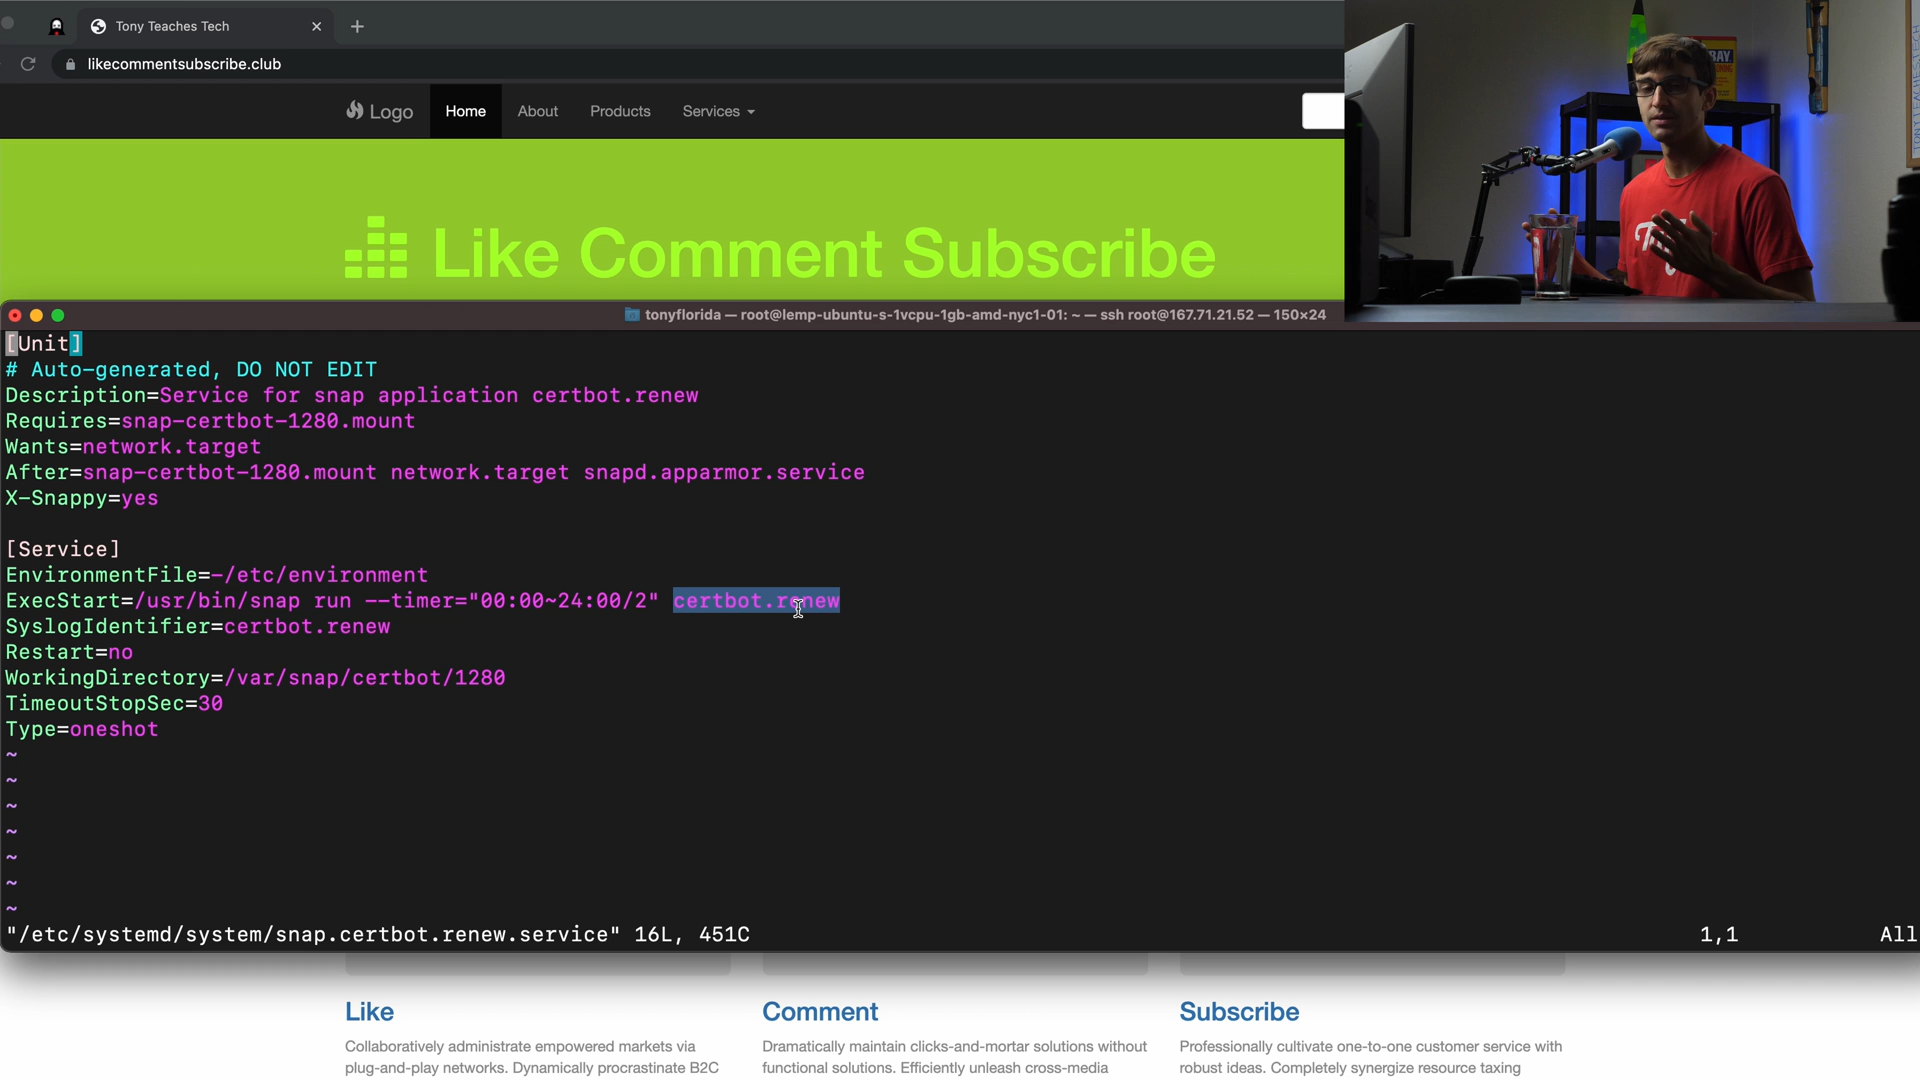 Tony Teaches Tech
likecommentsubscribe.club
Logo Home About Products Services
Like Comment Subscribe
tonyflorida — root@lemp-ubuntu-s-1vcpu-1gb-amd-nyc1-01: ~ — ssh root@167.71.21.52 — 150×24
[Unit]
# Auto-generated, DO NOT EDIT
Description=Service for snap application certbot.renew
Requires=snap-certbot-1280.mount
Wants=network.target
After=snap-certbot-1280.mount network.target snapd.apparmor.service
X-Snappy=yes
[Service]
EnvironmentFile=-/etc/environment
ExecStart=/usr/bin/snap run --timer="00:00~24:00/2" certbot.renew
SyslogIdentifier=certbot.renew
Restart=no
WorkingDirectory=/var/snap/certbot/1280
TimeoutStopSec=30
Type=oneshot
~
~
~
~
~
~
~
"/etc/systemd/system/snap.certbot.renew.service" 16L, 451C 1,1 All
Like
Collaboratively administrate empowered markets via
plug-and-play networks. Dynamically procrastinate B2C
Comment
Dramatically maintain clicks-and-mortar solutions without
functional solutions. Efficiently unleash cross-media
Subscribe
Professionally cultivate one-to-one customer service with
robust ideas. Completely synergize resource taxing